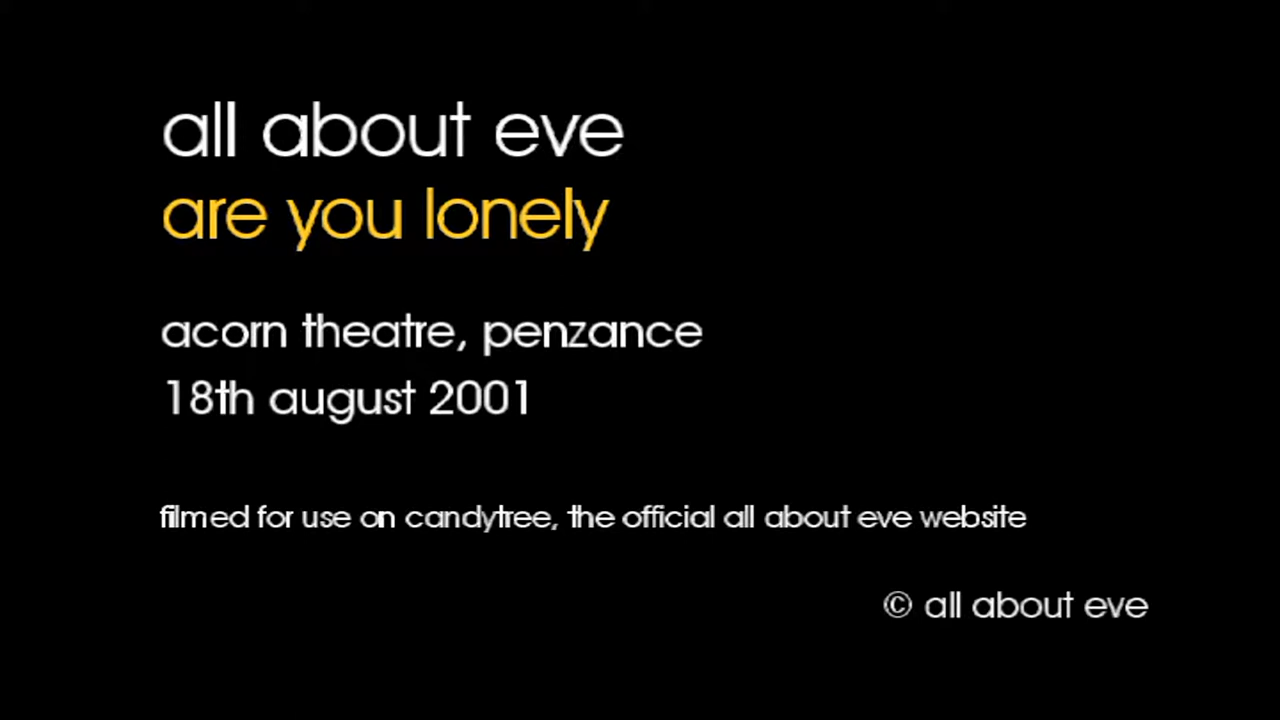 all about eve
are you lonely
acorn theatre, penzance
18th august 2001
filmed for use on candytree, the official all about eve website
© all about eve